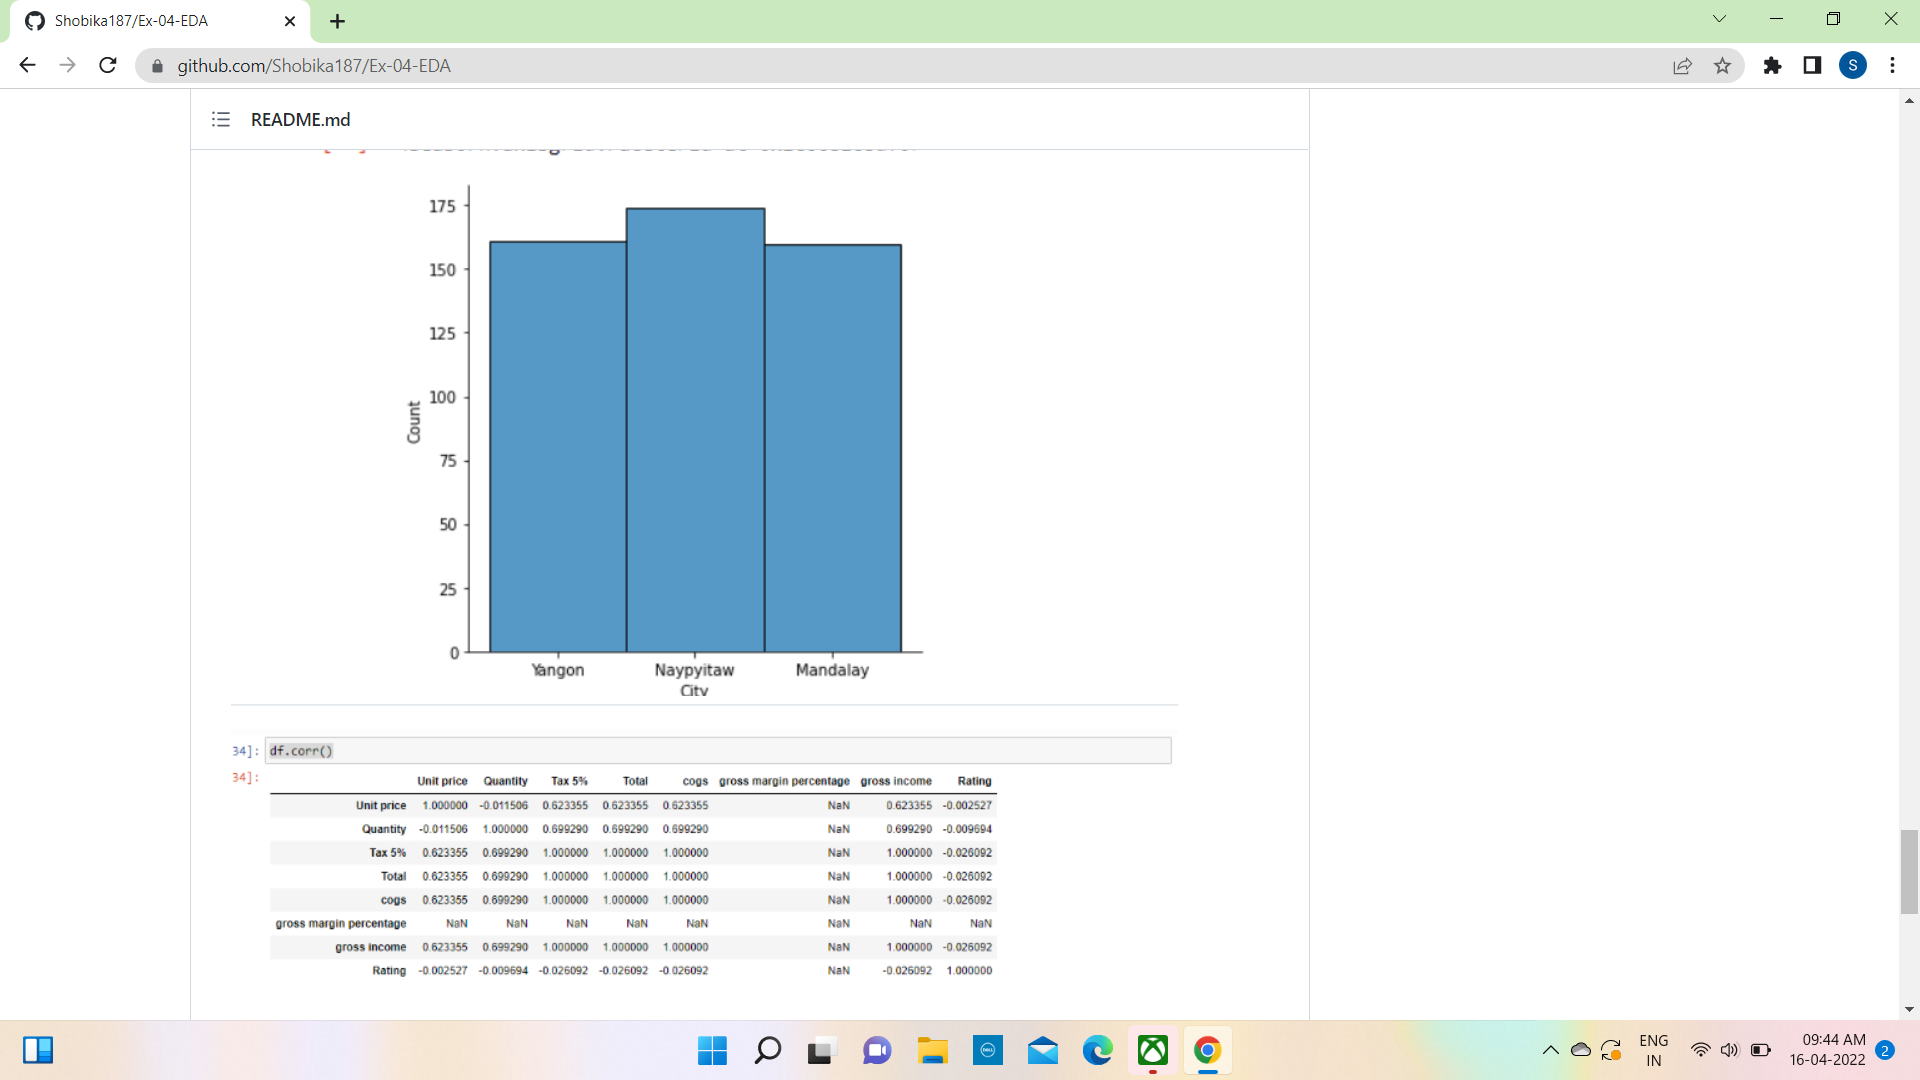 Shobika187/Ex-04-EDA
github.com/Shobika187/Ex-04-EDA
S
README.md
175
150
125
100
75
50
25
0
Count
Yangon Naypyitaw Mandalay
City
34]: df.corr()
34]:
Unit price Quantity Tax 5% Total cogs gross margin percentage gross income Rating
Unit price 1.000000 -0.011506 0.623355 0.623355 0.623355 NaN 0.623355 -0.002527
Quantity -0.011506 1.000000 0.699290 0.699290 0.699290 NaN 0.699290 -0.009694
Tax 5% 0.623355 0.699290 1.000000 1.000000 1.000000 NaN 1.000000 -0.026092
Total 0.623355 0.699290 1.000000 1.000000 1.000000 NaN 1.000000 -0.026092
cogs 0.623355 0.699290 1.000000 1.000000 1.000000 NaN 1.000000 -0.026092
gross margin percentage NaN NaN NaN NaN NaN NaN NaN NaN
gross income 0.623355 0.699290 1.000000 1.000000 1.000000 NaN 1.000000 -0.026092
Rating -0.002527 -0.009694 -0.026092 -0.026092 -0.026092 NaN -0.026092 1.000000
DELL
ENG
IN
09:44 AM
16-04-2022
2